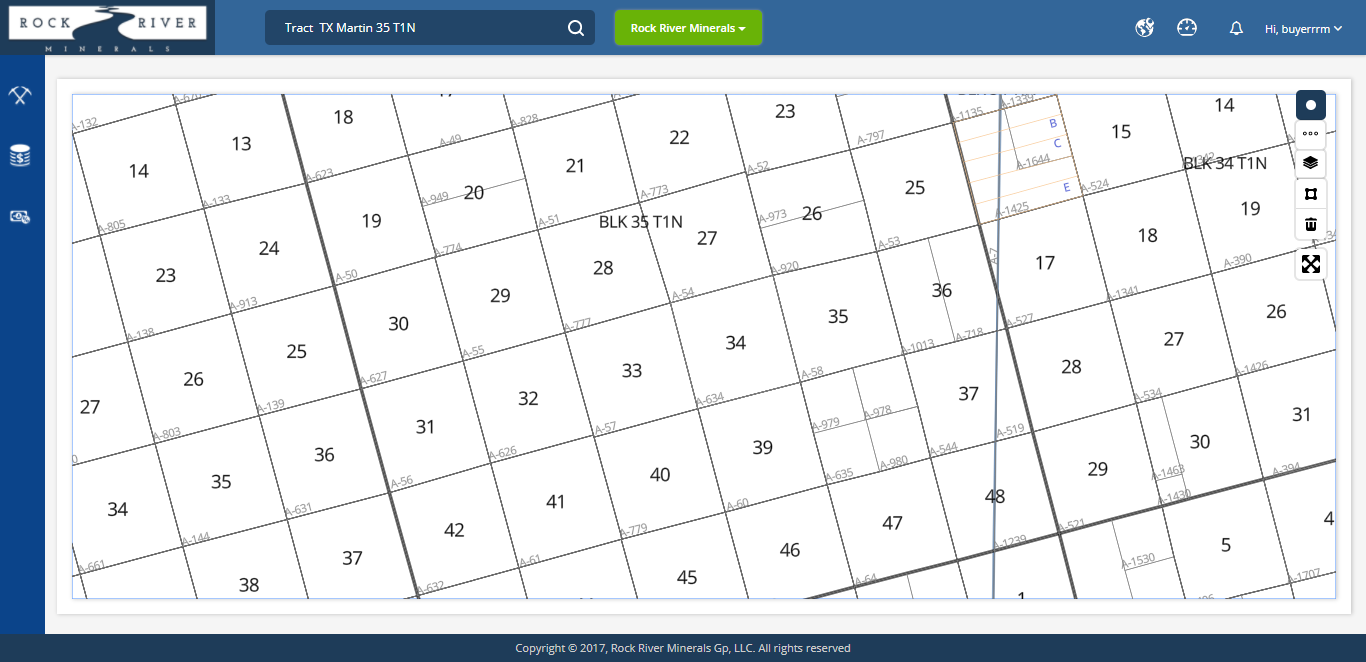 ROCK RIVER
MINERALS
Tract TX Martin 35 T1N
Rock River Minerals
Hi, buyerrrm
A-132
18
23
A-1135
A-1339
14
A-49
A-828
B
15
13
22
A-797
C
14
A-623
21
A-52
A-1644
BLK 34 T1N
A-133
A-949
20
A-773
25
E
A-524
A-805
19
A-51
BLK 35 T1N
A-973
26
A-1425
19
24
A-774
27
A-53
A-7
18
23
A-50
28
A-920
17
A-390
A-913
29
A-54
36
A-1341
A-138
30
A-777
35
A-718
A-527
26
25
A-55
34
A-1013
27
26
A-627
33
A-58
28
A-1426
27
A-139
32
A-634
37
A-534
A-803
31
A-57
A-979
A-978
A-519
31
36
A-626
39
A-544
30
35
A-56
40
A-635
A-980
29
A-1463
A-394
34
A-631
41
A-60
48
A-1430
A-144
42
A-779
47
A-521
4
A-661
37
A-61
46
A-1239
5
38
A-632
45
A-64
A-1530
A-1707
1
Copyright © 2017, Rock River Minerals Gp, LLC. All rights reserved